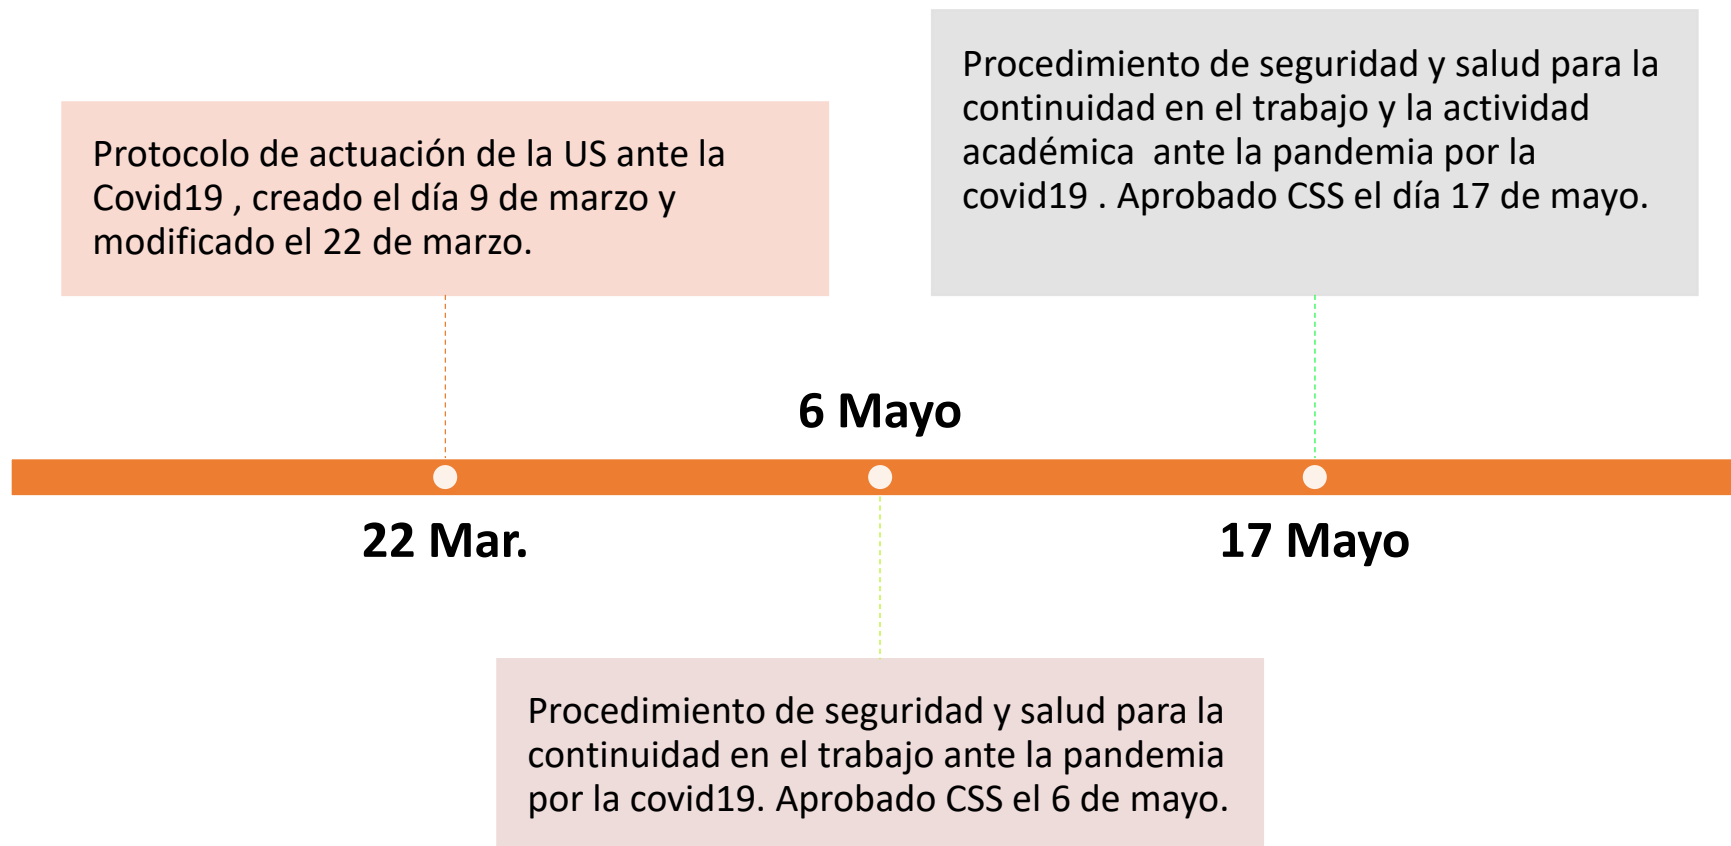 Protocolo de actuación de la US ante la
Covid19 , creado el día 9 de marzo y
modificado el 22 de marzo.
22 Mar.
6 Mayo
Procedimiento de seguridad y salud para la
continuidad en el trabajo ante la pandemia
por la covid19. Aprobado CSS el 6 de mayo.
Procedimiento de seguridad y salud para la
continuidad en el trabajo y la actividad
académica  ante la pandemia por la
covid19 . Aprobado CSS el día 17 de mayo.
17 Mayo